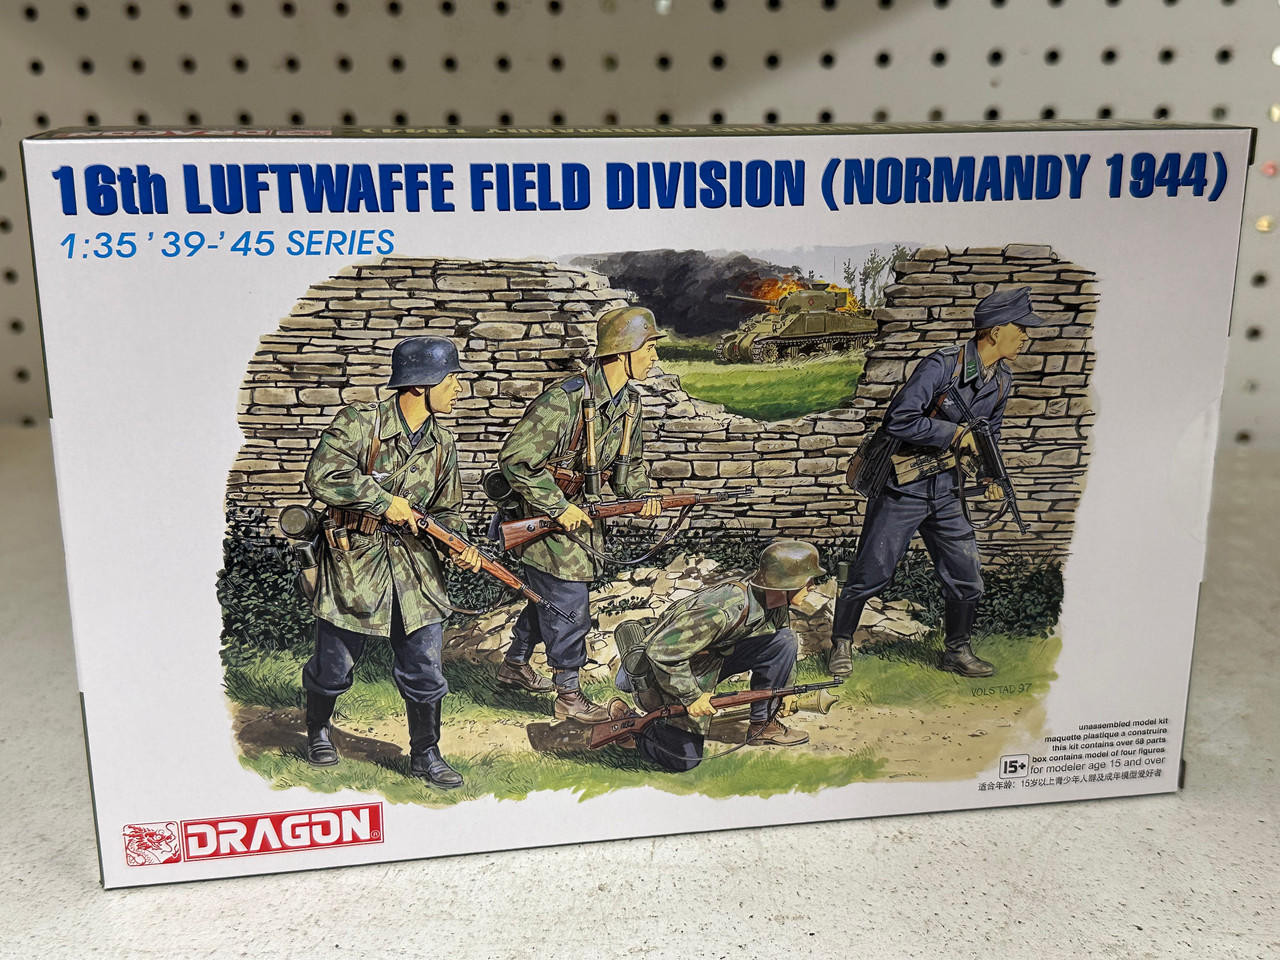 DRAGON (NORMANDY 1944)
16th LUFTWAFFE FIELD DIVISION (NORMANDY 1944)
1:35 '39-'45 SERIES
VOLSTAD 97
unassembled model kit
maquette plastique a construire
this kit contains over 58 parts
box contains model of four figures
15+ for modeler age 15 and over
适合年龄：15岁以上青少年人群及成年模型爱好者
DRAGON®